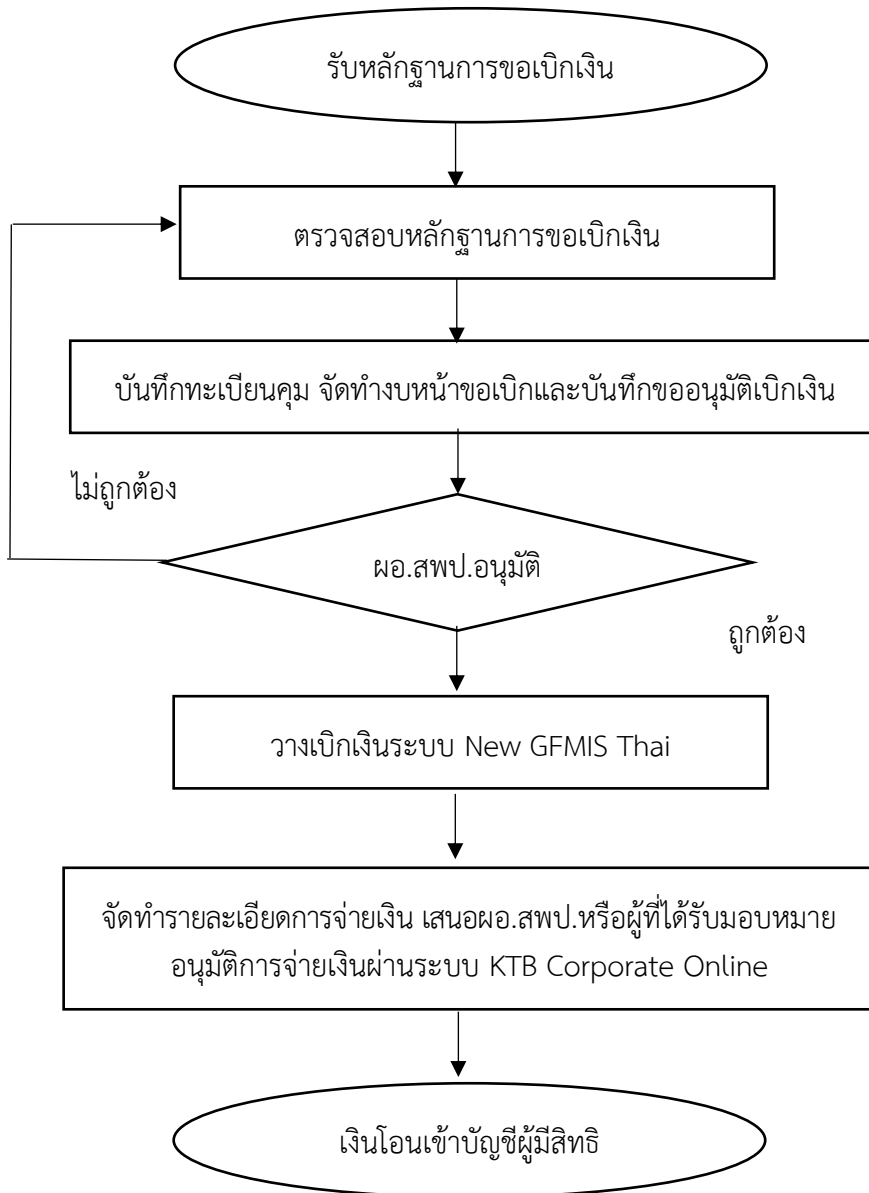 รับหลักฐานการขอเบิกเงิน
ตรวจสอบหลักฐานการขอเบิกเงิน
บันทึกทะเบียนคุม จัดทำงบหน้าขอเบิกและบันทึกขออนุมัติเบิกเงิน
ไม่ถูกต้อง
ผอ.สพป.อนุมัติ
ถูกต้อง
วางเบิกเงินระบบ New GFMIS Thai
จัดทำรายละเอียดการจ่ายเงิน เสนอผอ.สพป.หรือผู้ที่ได้รับมอบหมาย
อนุมัติการจ่ายเงินผ่านระบบ KTB Corporate Online
เงินโอนเข้าบัญชีผู้มีสิทธิ